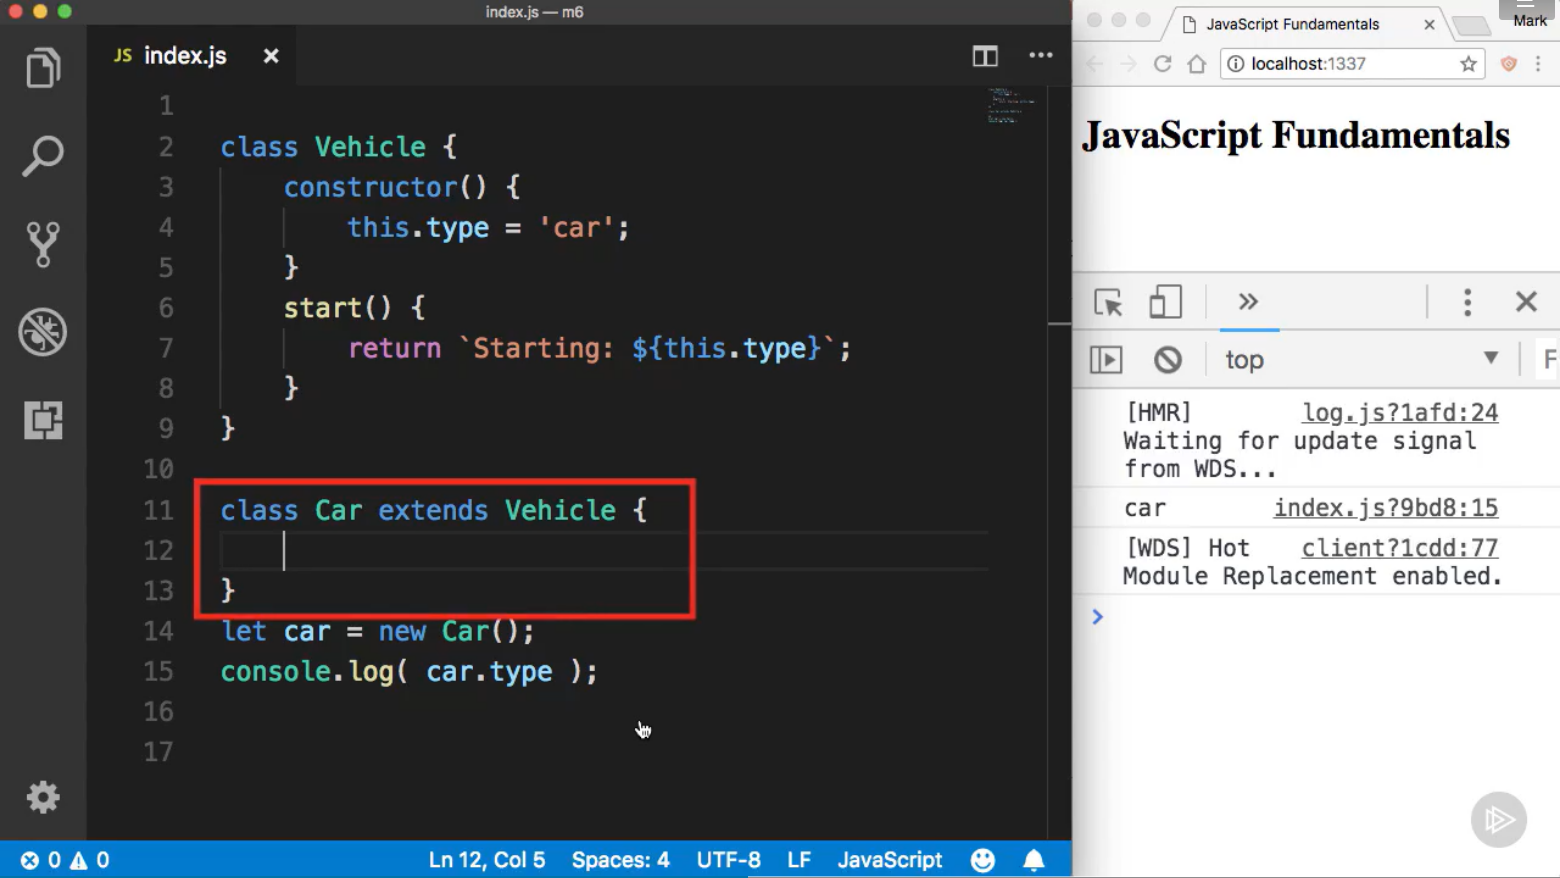 index.js — m6
JS index.js
1
2 class Vehicle {
3 constructor() {
4 this.type = 'car';
5 }
6 start() {
7 return `Starting: ${this.type}`;
8 }
9 }
10
11 class Car extends Vehicle {
12
13 }
14 let car = new Car();
15 console.log( car.type );
16
17
0 0 Ln 12, Col 5 Spaces: 4 UTF-8 LF JavaScript
JavaScript Fundamentals
Mark
localhost:1337
JavaScript Fundamentals
top
F
[HMR] log.js?1afd:24
Waiting for update signal
from WDS...
car index.js?9bd8:15
[WDS] Hot client?1cdd:77
Module Replacement enabled.